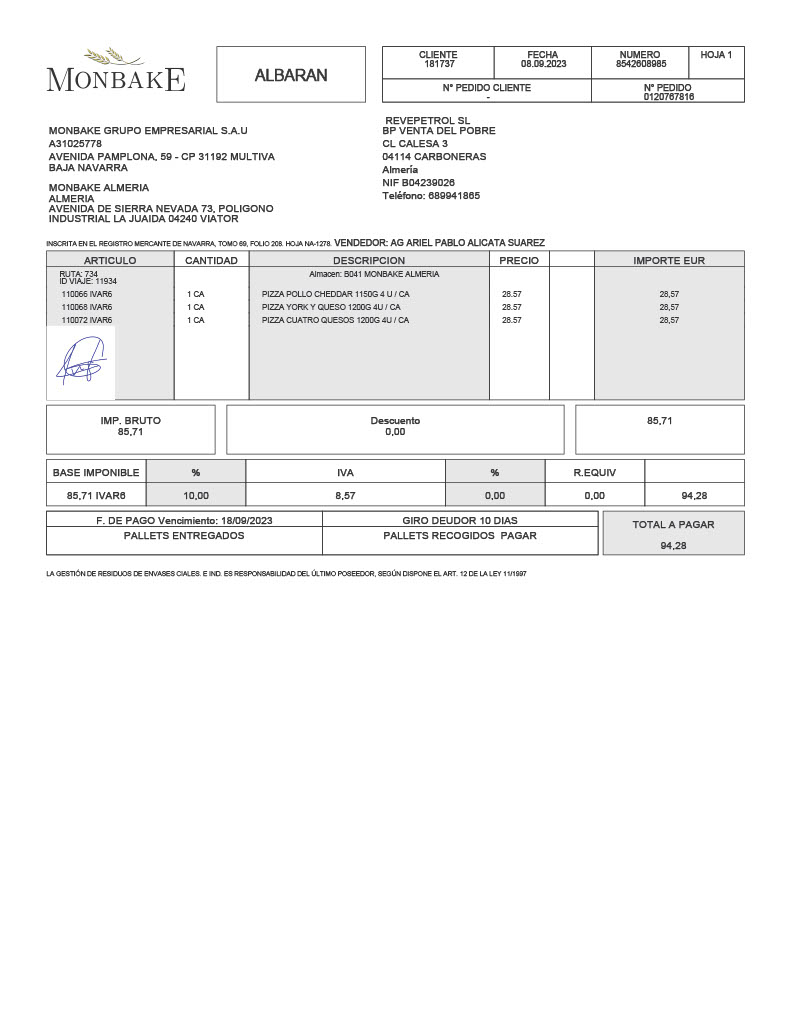 MONBAKE
ALBARAN
CLIENTE FECHA NUMERO HOJA 1
181737 08.09.2023 8542608985
Nº PEDIDO CLIENTE Nº PEDIDO
- 0120767816
MONBAKE GRUPO EMPRESARIAL S.A.U
A31025778
AVENIDA PAMPLONA, 59 - CP 31192 MULTIVA
BAJA NAVARRA
MONBAKE ALMERIA
ALMERIA
AVENIDA DE SIERRA NEVADA 73, POLIGONO
INDUSTRIAL LA JUAIDA 04240 VIATOR
REVEPETROL SL
BP VENTA DEL POBRE
CL CALESA 3
04114 CARBONERAS
Almería
NIF B04239026
Teléfono: 689941865
INSCRITA EN EL REGISTRO MERCANTE DE NAVARRA, TOMO 69, FOLIO 208. HOJA NA-1278. VENDEDOR: AG ARIEL PABLO ALICATA SUAREZ
ARTICULO CANTIDAD DESCRIPCION PRECIO IMPORTE EUR
RUTA: 734 Almacen: B041 MONBAKE ALMERIA
ID VIAJE: 11934
110066 IVAR6 1 CA PIZZA POLLO CHEDDAR 1150G 4 U / CA 28.57 28,57
110068 IVAR6 1 CA PIZZA YORK Y QUESO 1200G 4U / CA 28.57 28,57
110072 IVAR6 1 CA PIZZA CUATRO QUESOS 1200G 4U / CA 28.57 28,57
IMP. BRUTO Descuento 85,71
85,71 0,00
BASE IMPONIBLE % IVA % R.EQUIV
85,71 IVAR6 10,00 8,57 0,00 0,00 94,28
F. DE PAGO Vencimiento: 18/09/2023 GIRO DEUDOR 10 DIAS
PALLETS ENTREGADOS PALLETS RECOGIDOS PAGAR
TOTAL A PAGAR
94,28
LA GESTIÓN DE RESIDUOS DE ENVASES CIALES. E IND. ES RESPONSABILIDAD DEL ÚLTIMO POSEEDOR, SEGÚN DISPONE EL ART. 12 DE LA LEY 11/1997